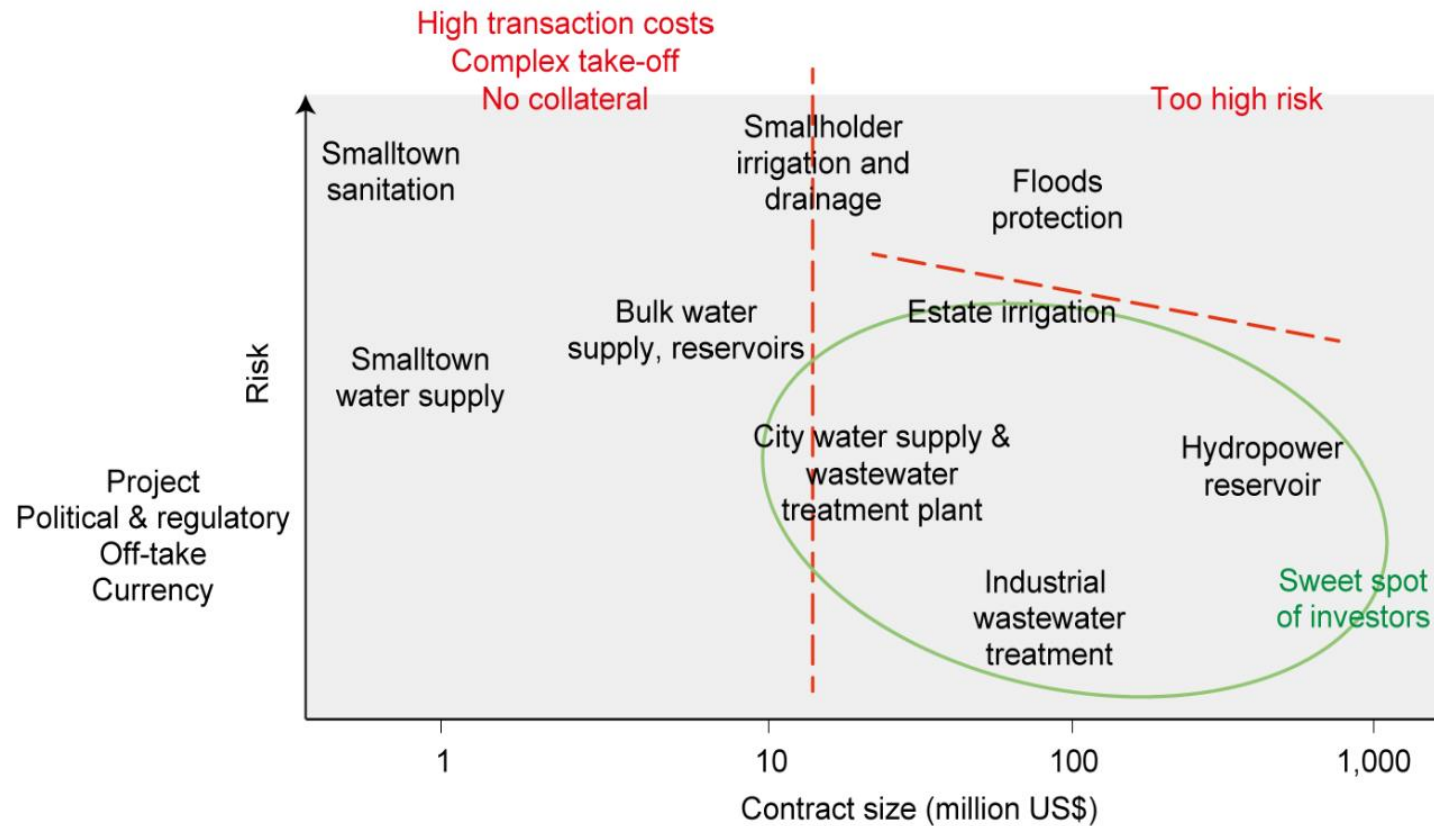 High transaction costs
Complex take-off
No collateral
Too high risk
Smalltown
sanitation
Smallholder
irrigation and
drainage
Floods
protection
Bulk water
supply, reservoirs
Estate irrigation
Smalltown
water supply
Risk
City water supply &
wastewater
treatment plant
Hydropower
reservoir
Project
Political & regulatory
Off-take
Currency
Industrial
wastewater
treatment
Sweet spot
of investors
1
10
100
1,000
Contract size (million US$)